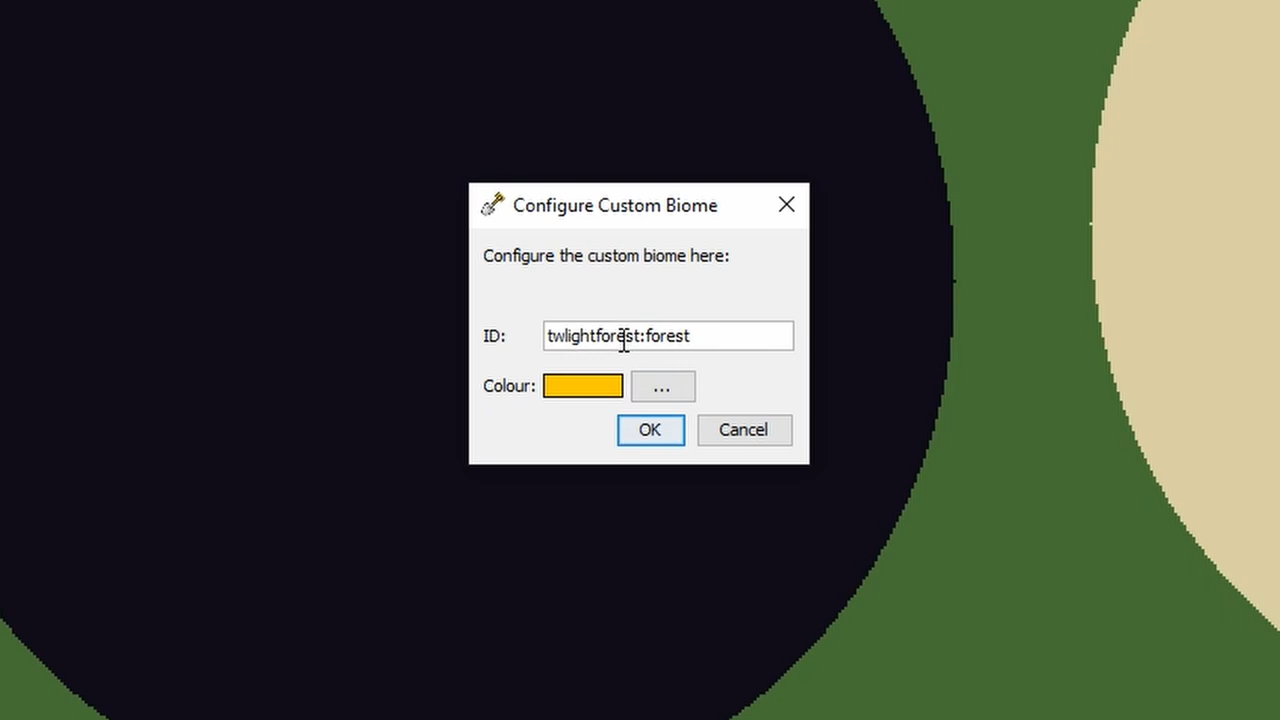 Configure Custom Biome
Configure the custom biome here:
ID: twlightforest:forest
Colour: ...
OK Cancel